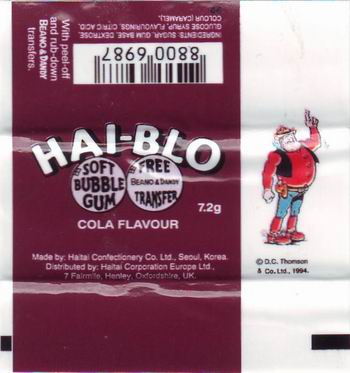 INGREDIENTS: SUGAR, GUM BASE, DEXTROSE,
GLUCOSE SYRUP, FLAVOURINGS, CITRIC ACID,
COLOUR (CARAMEL).
8800 6987
With peel-off
and rub-down
BEANO & DANDY
transfers.
HAI-BLO
SOFT
BUBBLE
GUM
FREE
BEANO & DANDY
TRANSFER
7.2g
COLA FLAVOUR
Made by: Haitai Confectionery Co. Ltd., Seoul, Korea.
Distributed by: Haitai Corporation Europe Ltd.,
7 Fairmile, Henley, Oxfordshire, UK.
© D.C. Thomson
& Co. Ltd., 1994.